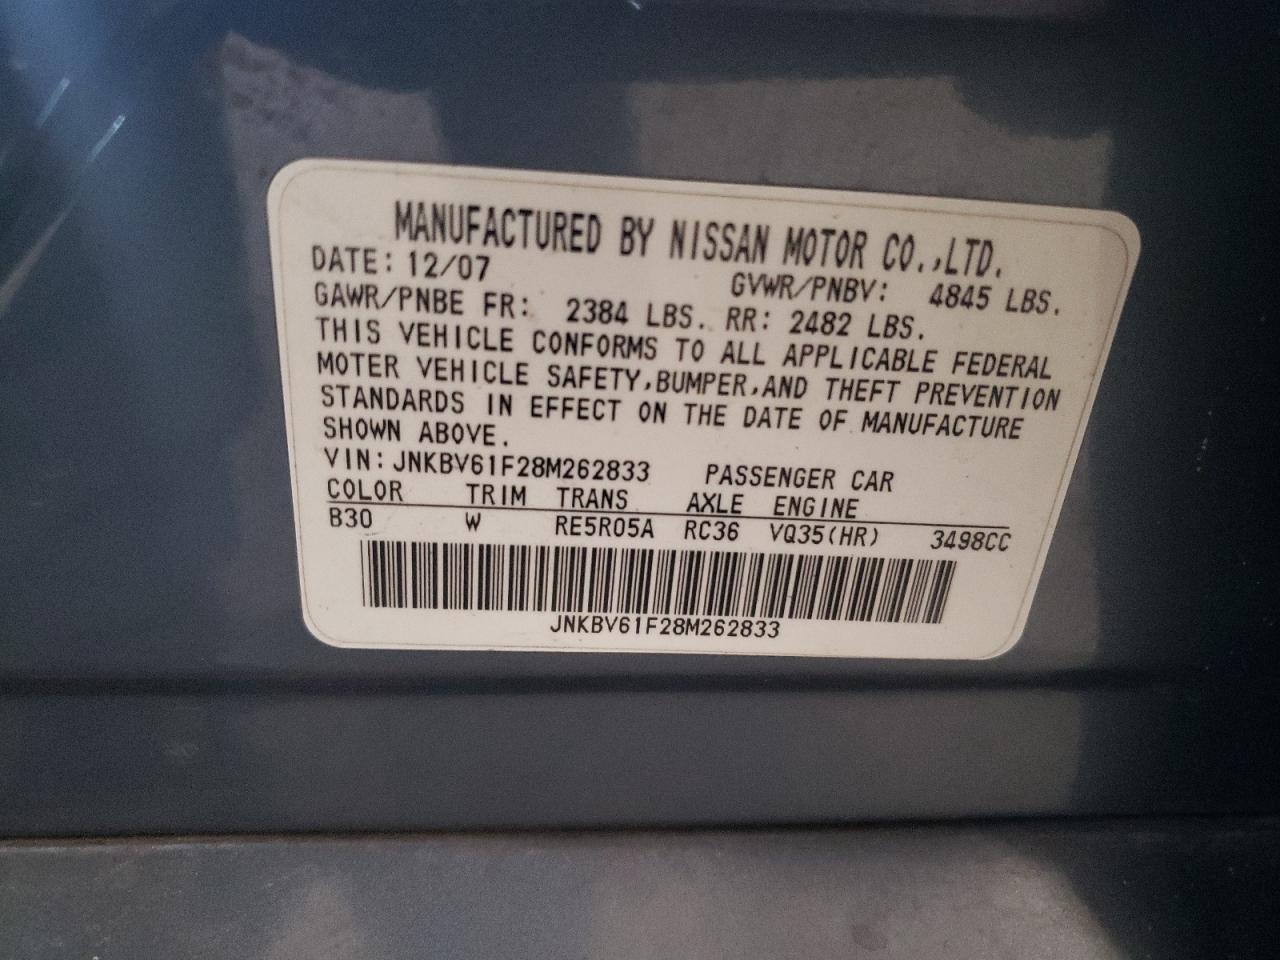 MANUFACTURED BY NISSAN MOTOR CO.,LTD.
DATE: 12/07 GVWR/PNBV: 4845 LBS.
GAWR/PNBE FR: 2384 LBS. RR: 2482 LBS.
THIS VEHICLE CONFORMS TO ALL APPLICABLE FEDERAL
MOTER VEHICLE SAFETY,BUMPER,AND THEFT PREVENTION
STANDARDS IN EFFECT ON THE DATE OF MANUFACTURE
SHOWN ABOVE.
VIN: JNKBV61F28M262833 PASSENGER CAR
COLOR TRIM TRANS AXLE ENGINE
B30 W RE5R05A RC36 VQ35(HR) 3498CC
JNKBV61F28M262833